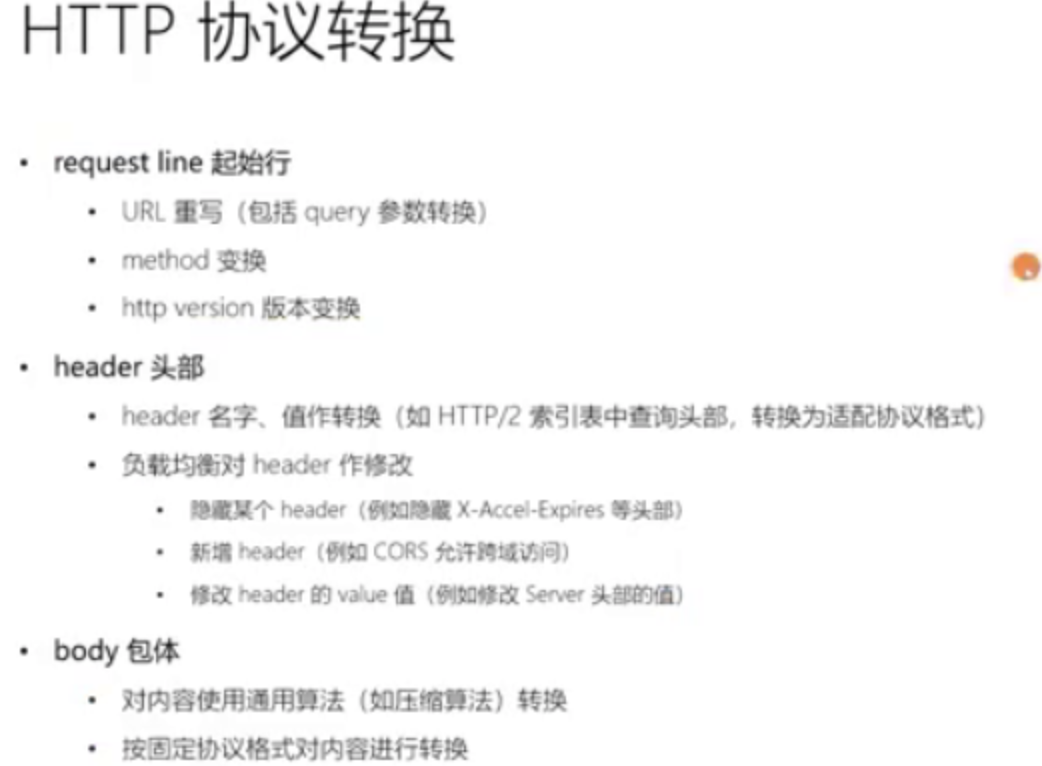 HTTP 协议转换
• request line 起始行
• URL 重写（包括 query 参数转换）
• method 变换
• http version 版本变换
• header 头部
• header 名字、值作转换（如 HTTP/2 索引表中查询头部，转换为适配协议格式）
• 负载均衡对 header 作修改
• 隐藏某个 header（例如隐藏 X-Accel-Expires 等头部）
• 新增 header（例如 CORS 允许跨域访问）
• 修改 header 的 value 值（例如修改 Server 头部的值）
• body 包体
• 对内容使用通用算法（如压缩算法）转换
• 按固定协议格式对内容进行转换